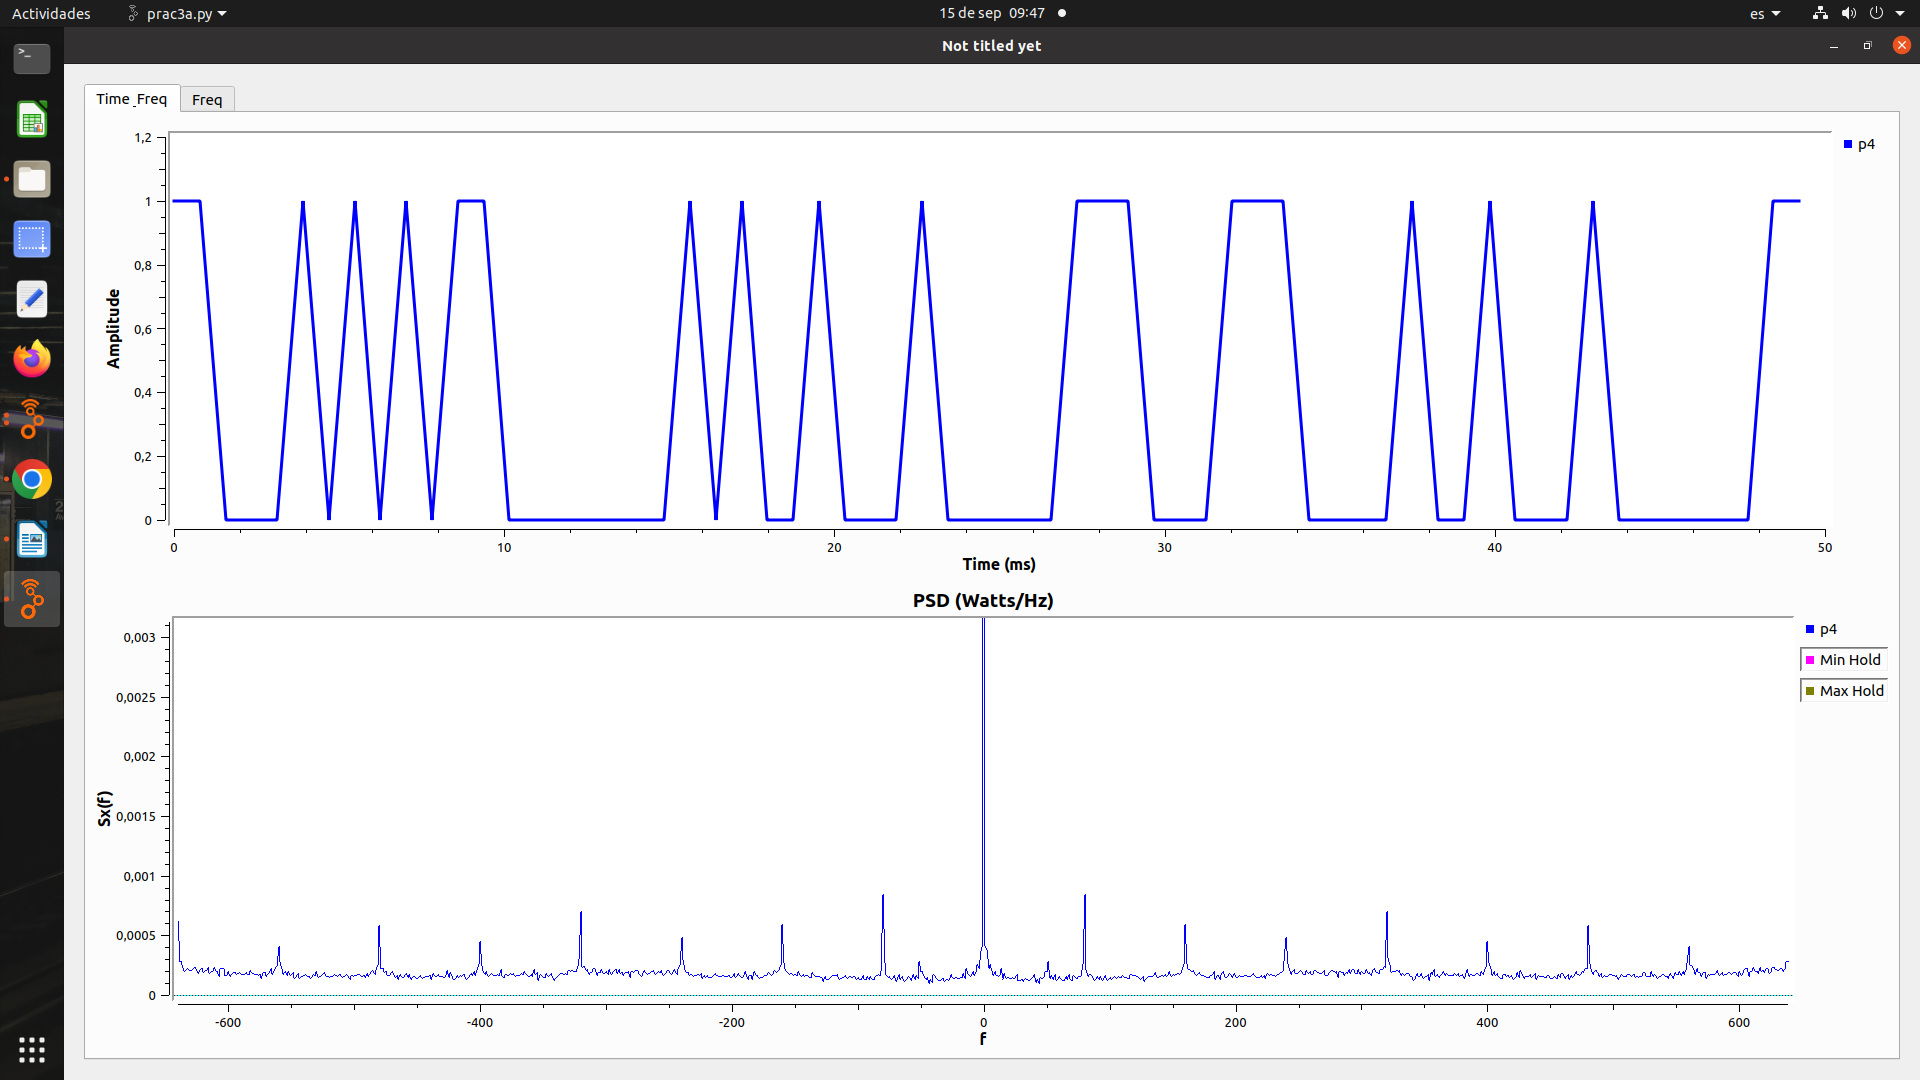 Actividades
prac3a.py
15 de sep 09:47
es
Not titled yet
Time_Freq
Freq
1,2
1
0,8
0,6
0,4
0,2
0
Amplitude
p4
0
10
20
30
40
50
Time (ms)
PSD (Watts/Hz)
0,003
0,0025
0,002
0,0015
0,001
0,0005
0
Sx(f)
p4
Min Hold
Max Hold
-600
-400
-200
0
200
400
600
f